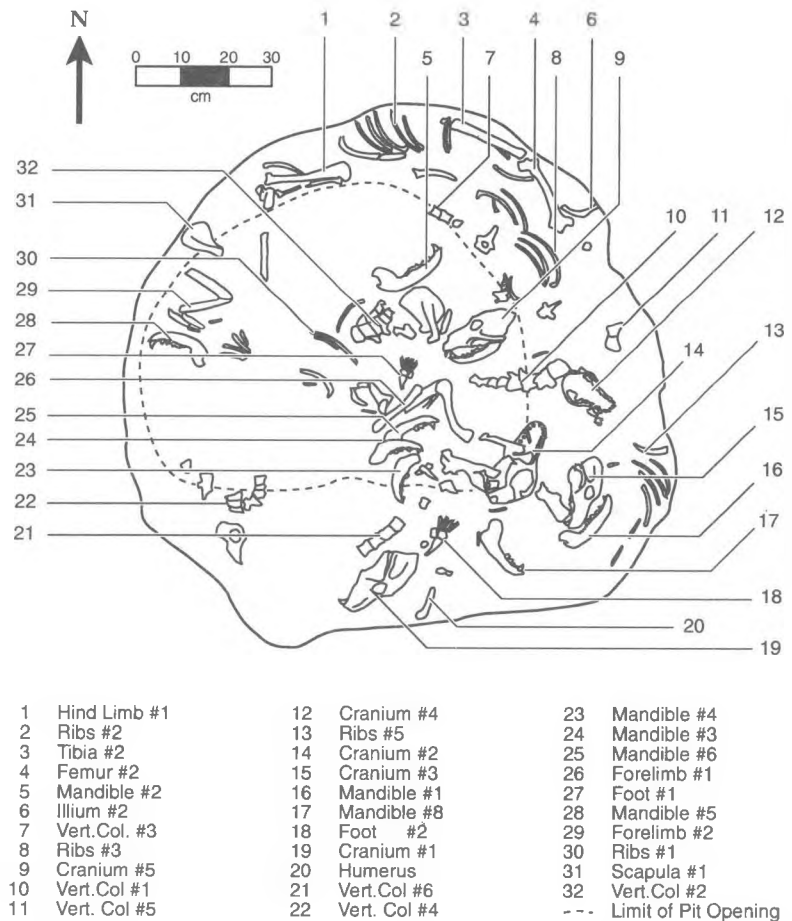 N
1 2 3 4 6
5 7 8 9
0 10 20 30
cm
32
31
30
29
28
27
26
25
24
23
22
21
10 11 12
13
14
15
16
17
18
20
19
1 Hind Limb #1
2 Ribs #2
3 Tibia #2
4 Femur #2
5 Mandible #2
6 Illium #2
7 Vert.Col. #3
8 Ribs #3
9 Cranium #5
10 Vert.Col #1
11 Vert. Col #5
12 Cranium #4
13 Ribs #5
14 Cranium #2
15 Cranium #3
16 Mandible #1
17 Mandible #8
18 Foot #2
19 Cranium #1
20 Humerus
21 Vert.Col #6
22 Vert. Col #4
23 Mandible #4
24 Mandible #3
25 Mandible #6
26 Forelimb #1
27 Foot #1
28 Mandible #5
29 Forelimb #2
30 Ribs #1
31 Scapula #1
32 Vert.Col #2
--- Limit of Pit Opening